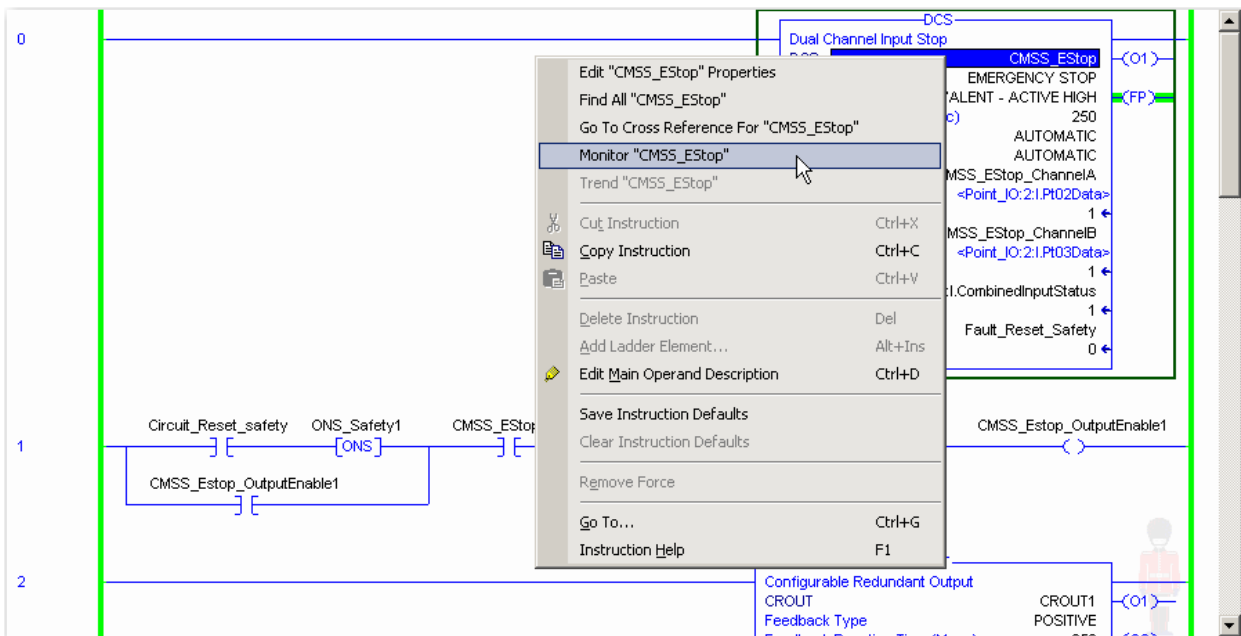 0
DCS
Dual Channel Input Stop
CMSS_EStop
(O1)
EMERGENCY STOP
ALENT - ACTIVE HIGH
(FP)
250
AUTOMATIC
AUTOMATIC
MSS_EStop_ChannelA
<Point_IO:2:I.Pt02Data>
1
MSS_EStop_ChannelB
<Point_IO:2:I.Pt03Data>
1
:I.CombinedInputStatus
1
Fault_Reset_Safety
0
Edit "CMSS_EStop" Properties
Find All "CMSS_EStop"
Go To Cross Reference For "CMSS_EStop"
Monitor "CMSS_EStop"
Trend "CMSS_EStop"
Cut Instruction Ctrl+X
Copy Instruction Ctrl+C
Paste Ctrl+V
Delete Instruction Del
Add Ladder Element... Alt+Ins
Edit Main Operand Description Ctrl+D
Save Instruction Defaults
Clear Instruction Defaults
Remove Force
Go To... Ctrl+G
Instruction Help F1
1
Circuit_Reset_safety ONS_Safety1 CMSS_EStop CMSS_Estop_OutputEnable1
ONS
CMSS_Estop_OutputEnable1
2
Configurable Redundant Output
CROUT CROUT1
(O1)
Feedback Type POSITIVE